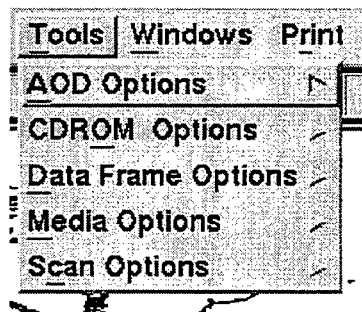 Tools Windows Print
AOD Options
CDROM Options
Data Frame Options
Media Options
Scan Options